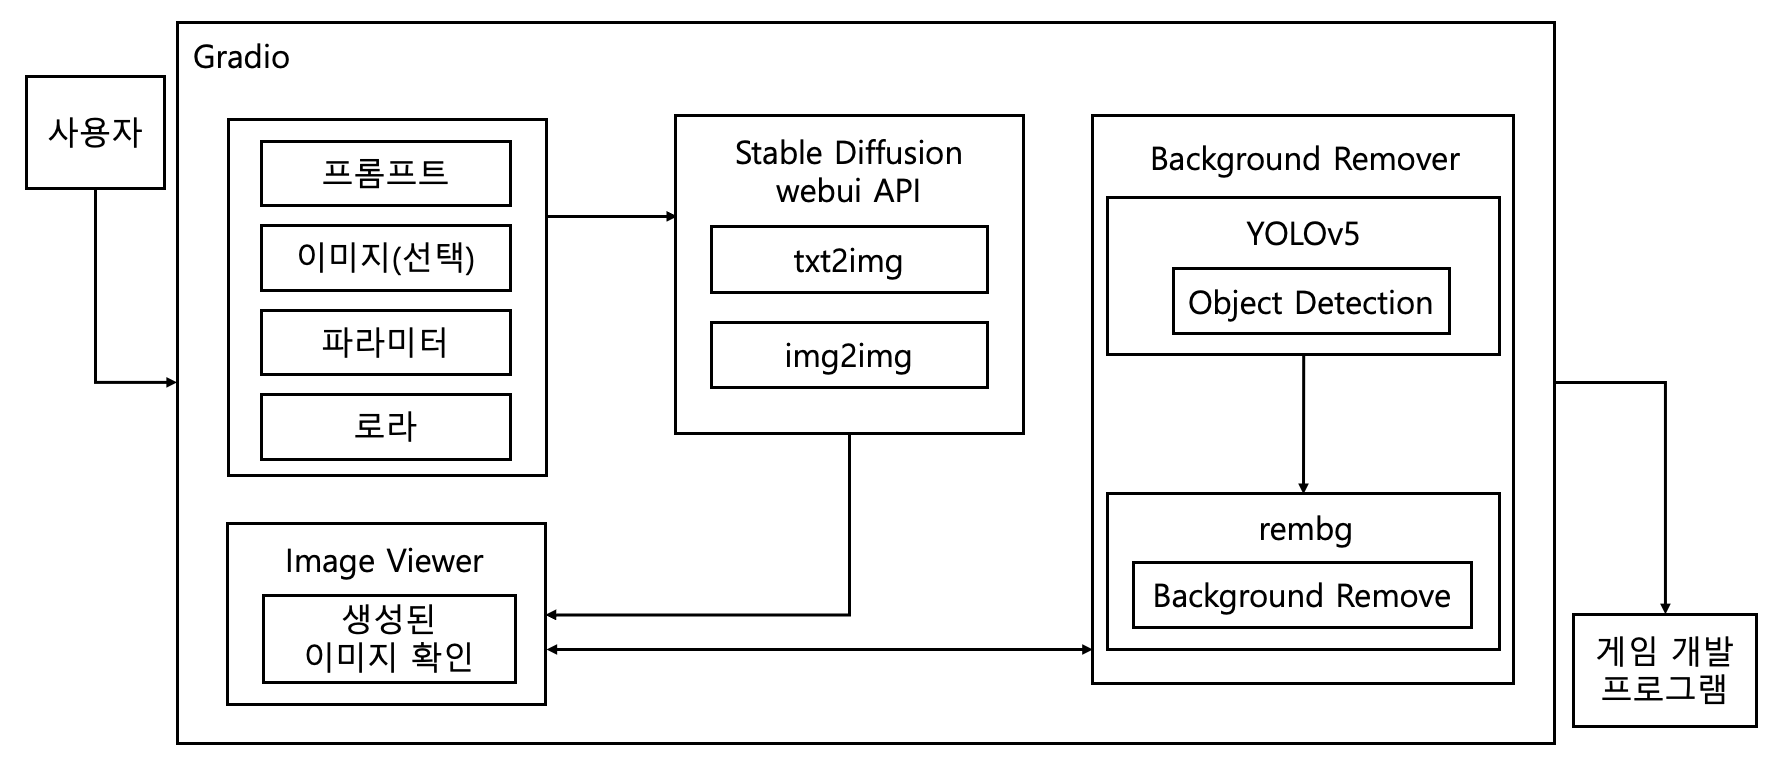 Gradio
사용자
프롬프트
이미지(선택)
파라미터
로라
Stable Diffusion
webui API
txt2img
img2img
Background Remover
YOLOv5
Object Detection
rembg
Background Remove
Image Viewer
생성된
이미지 확인
게임 개발
프로그램